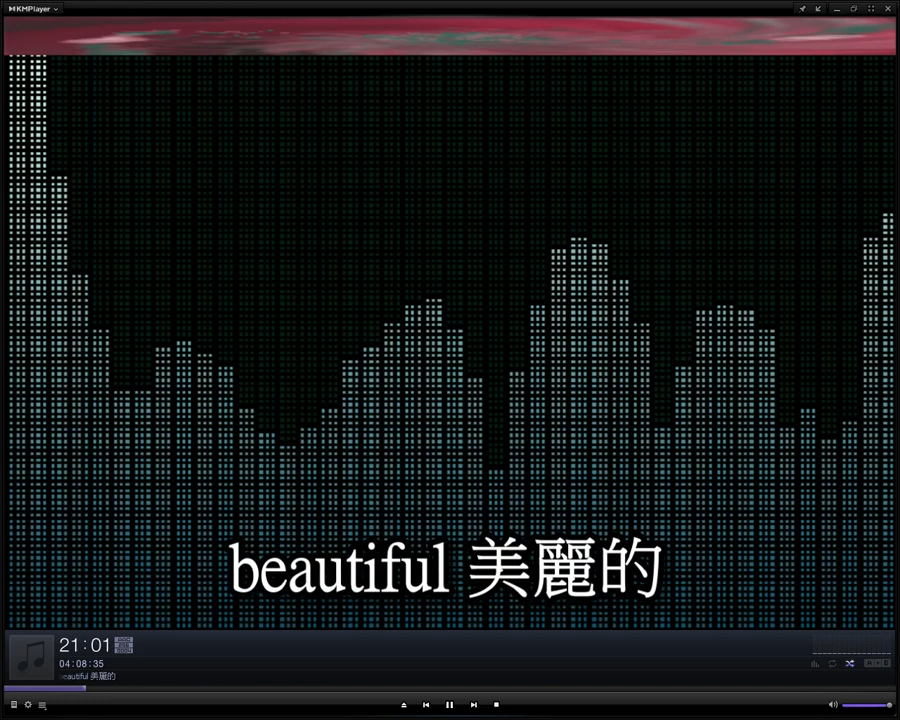 KMPlayer
beautiful 美麗的
21:01
04:08:35
eautiful 美麗的
A B